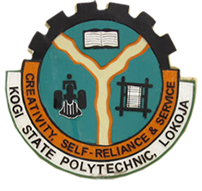 CREATIVITY, SELF-RELIANCE & SERVICE
KOGI STATE POLYTECHNIC, LOKOJA